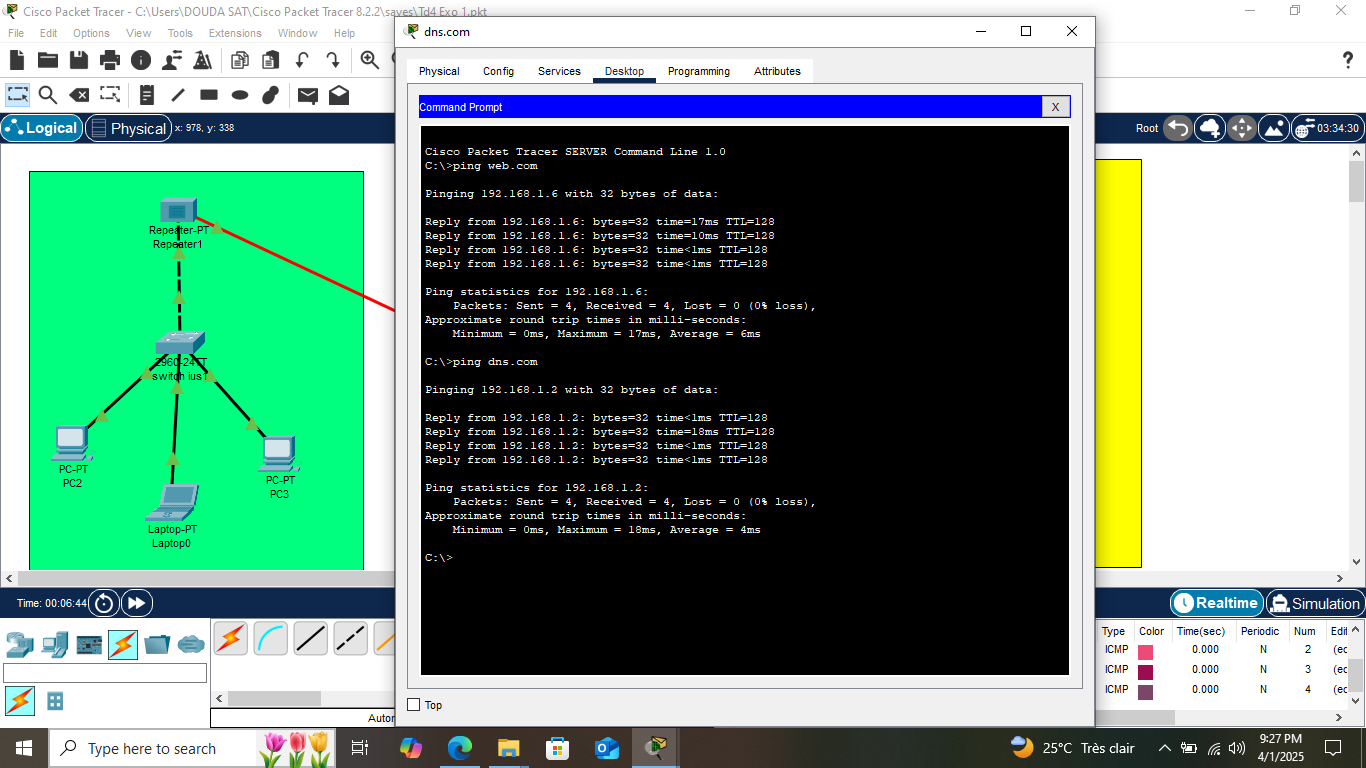 Cisco Packet Tracer - C:\Users\DOUDA SAT\Cisco Packet Tracer 8.2.2\saves\Td4 Exo 1.pkt
File Edit Options View Tools Extensions Window Help
Logical
Physical
x: 978, y: 338
Root
03:34:30
Repeater-PT
Repeater1
2960-24TT
switch ius1
PC-PT
PC2
PC-PT
PC3
Laptop-PT
Laptop0
dns.com
Physical Config Services Desktop Programming Attributes
Command Prompt
X
Cisco Packet Tracer SERVER Command Line 1.0
C:\>ping web.com
Pinging 192.168.1.6 with 32 bytes of data:
Reply from 192.168.1.6: bytes=32 time=17ms TTL=128
Reply from 192.168.1.6: bytes=32 time=10ms TTL=128
Reply from 192.168.1.6: bytes=32 time<1ms TTL=128
Reply from 192.168.1.6: bytes=32 time<1ms TTL=128
Ping statistics for 192.168.1.6:
Packets: Sent = 4, Received = 4, Lost = 0 (0% loss),
Approximate round trip times in milli-seconds:
Minimum = 0ms, Maximum = 17ms, Average = 6ms
C:\>ping dns.com
Pinging 192.168.1.2 with 32 bytes of data:
Reply from 192.168.1.2: bytes=32 time<1ms TTL=128
Reply from 192.168.1.2: bytes=32 time=18ms TTL=128
Reply from 192.168.1.2: bytes=32 time<1ms TTL=128
Reply from 192.168.1.2: bytes=32 time<1ms TTL=128
Ping statistics for 192.168.1.2:
Packets: Sent = 4, Received = 4, Lost = 0 (0% loss),
Approximate round trip times in milli-seconds:
Minimum = 0ms, Maximum = 18ms, Average = 4ms
C:\>
Top
Time: 00:06:44
Realtime
Simulation
Autor
Type Color Time(sec) Periodic Num Edit
ICMP 0.000 N 2 (ec
ICMP 0.000 N 3 (ec
ICMP 0.000 N 4 (ec
Type here to search
25°C Très clair
9:27 PM
4/1/2025